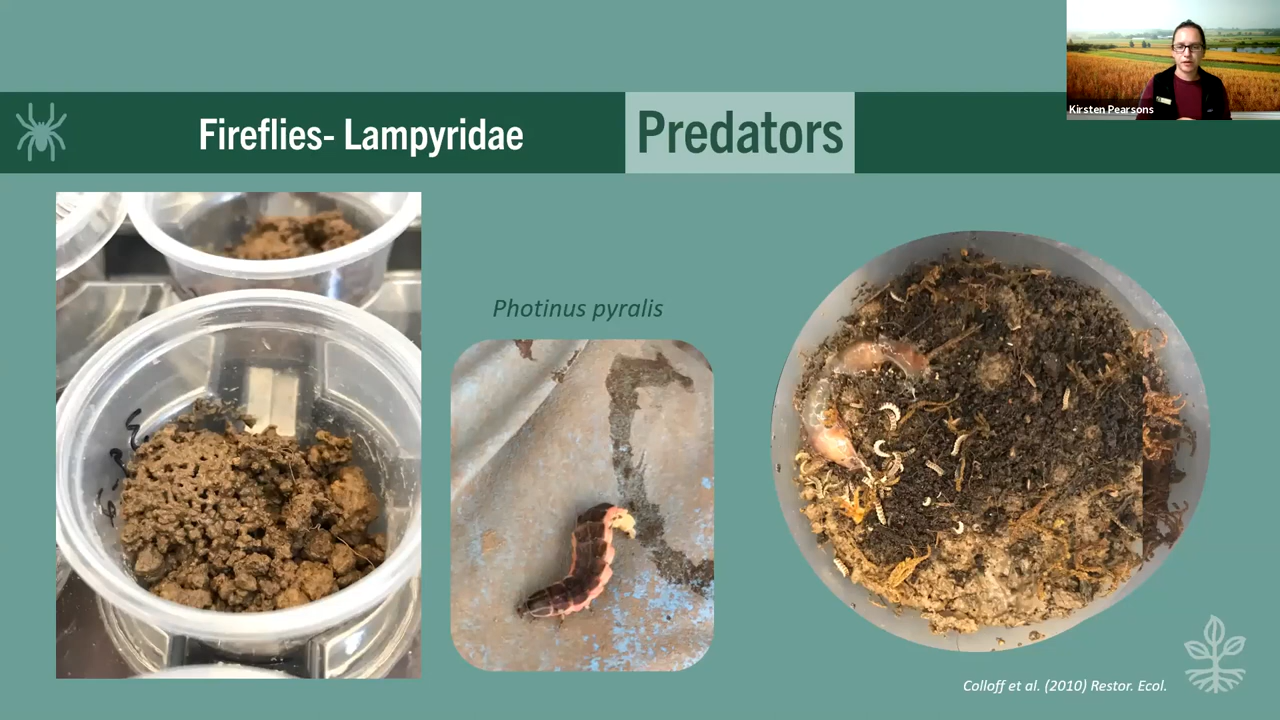 Kirsten Pearsons
Fireflies- Lampyridae
Predators
Photinus pyralis
Colloff et al. (2010) Restor. Ecol.